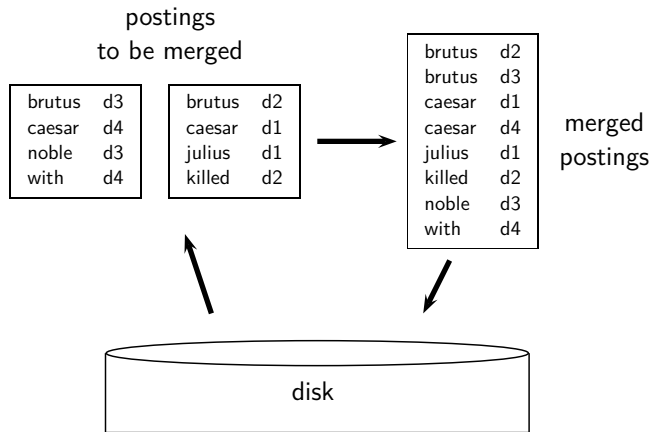 postings
to be merged
brutus d3
caesar d4
noble d3
with d4
brutus d2
caesar d1
julius d1
killed d2
brutus d2
brutus d3
caesar d1
caesar d4
julius d1
killed d2
noble d3
with d4
merged
postings
disk